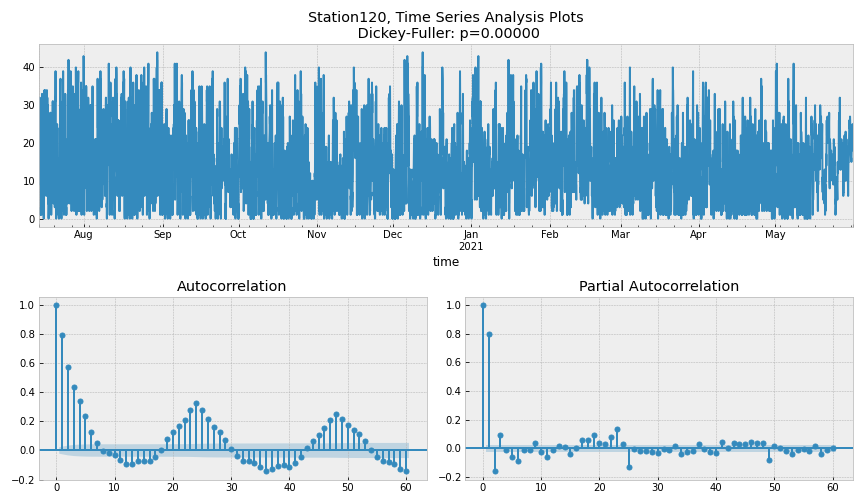 Station120, Time Series Analysis Plots
Dickey-Fuller: p=0.00000
40
30
20
10
0
Aug Sep Oct Nov Dec Jan Feb Mar Apr May
2021
time
Autocorrelation
1.0
0.8
0.6
0.4
0.2
0.0
−0.2
0 10 20 30 40 50 60
Partial Autocorrelation
1.0
0.8
0.6
0.4
0.2
0.0
−0.2
0 10 20 30 40 50 60